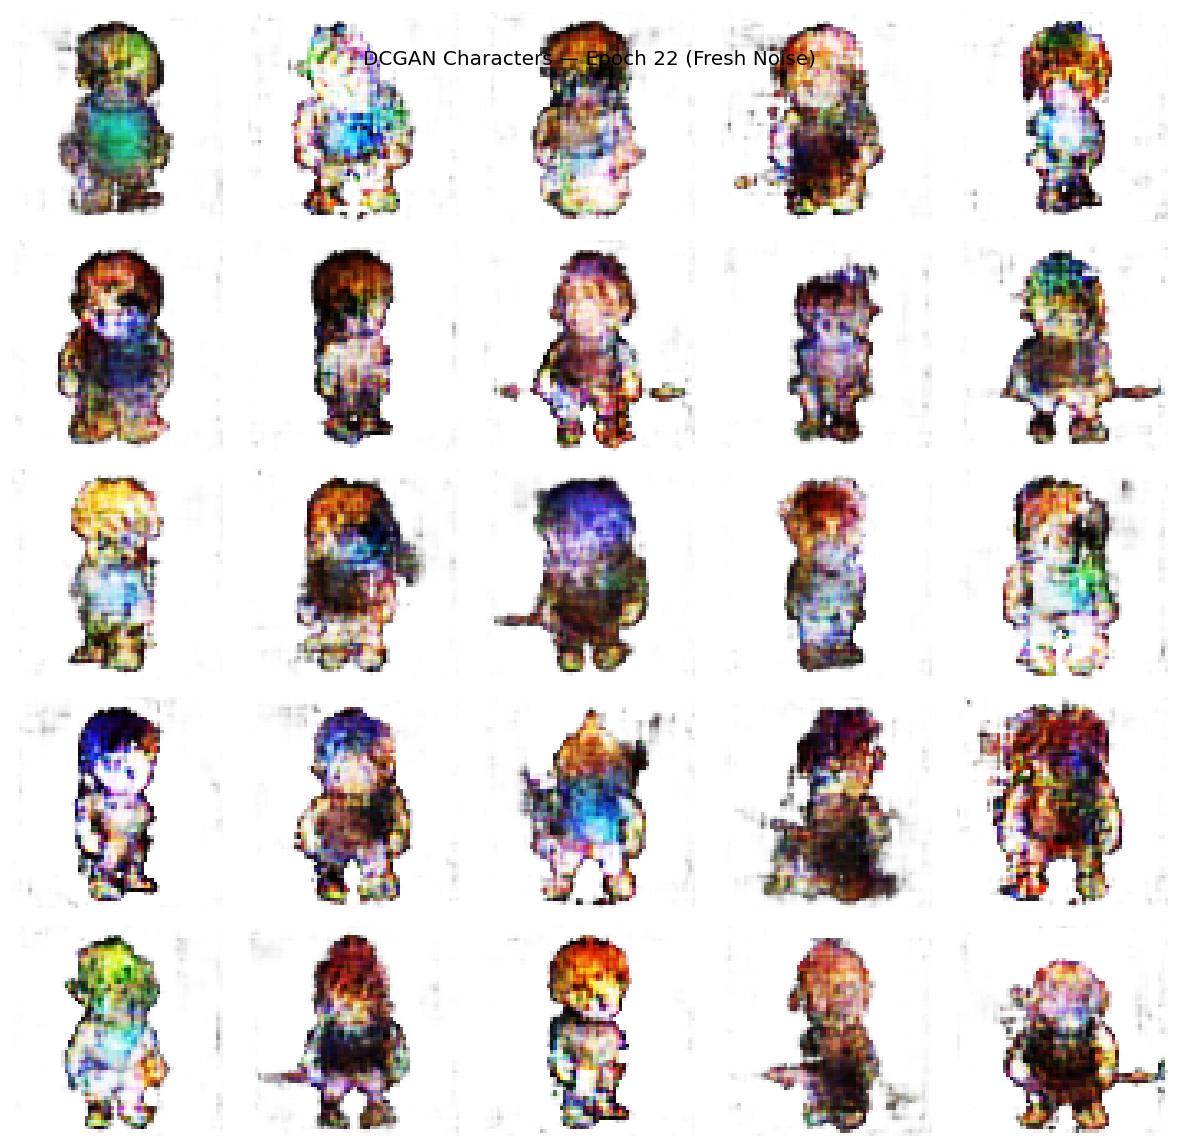 DCGAN Characters — Epoch 22 (Fresh Noise)